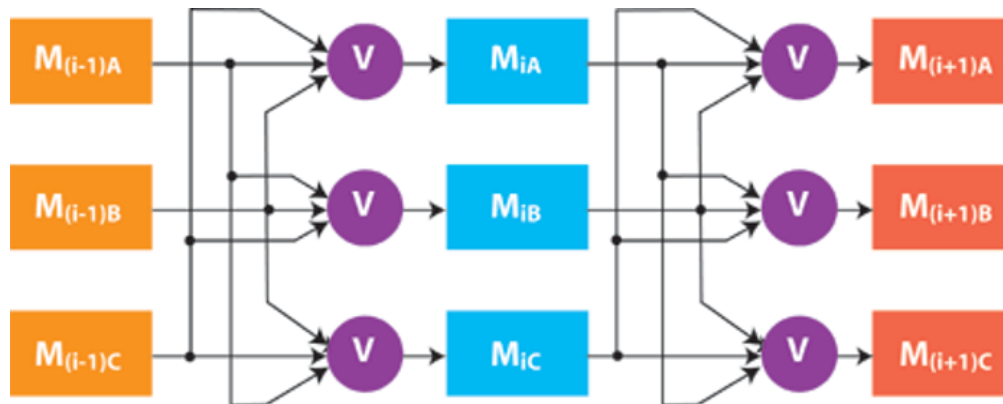 M(i-1)A V MiA V M(i+1)A
M(i-1)B V MiB V M(i+1)B
M(i-1)C V MiC V M(i+1)C